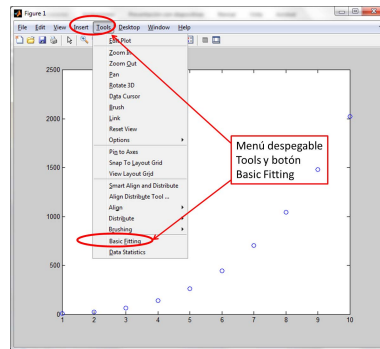 Figure 1
File Edit View Insert Tools Desktop Window Help
Edit Plot
Zoom In
Zoom Out
Pan
Rotate 3D
Data Cursor
Brush
Link
Reset View
Options
Pin to Axes
Snap To Layout Grid
View Layout Grid
Smart Align and Distribute
Align Distribute Tool ...
Align
Distribute
Brushing
Basic Fitting
Data Statistics
Menú despegable
Tools y botón
Basic Fitting
2500
2000
1500
1000
500
0
1 2 3 4 5 6 7 8 9 10